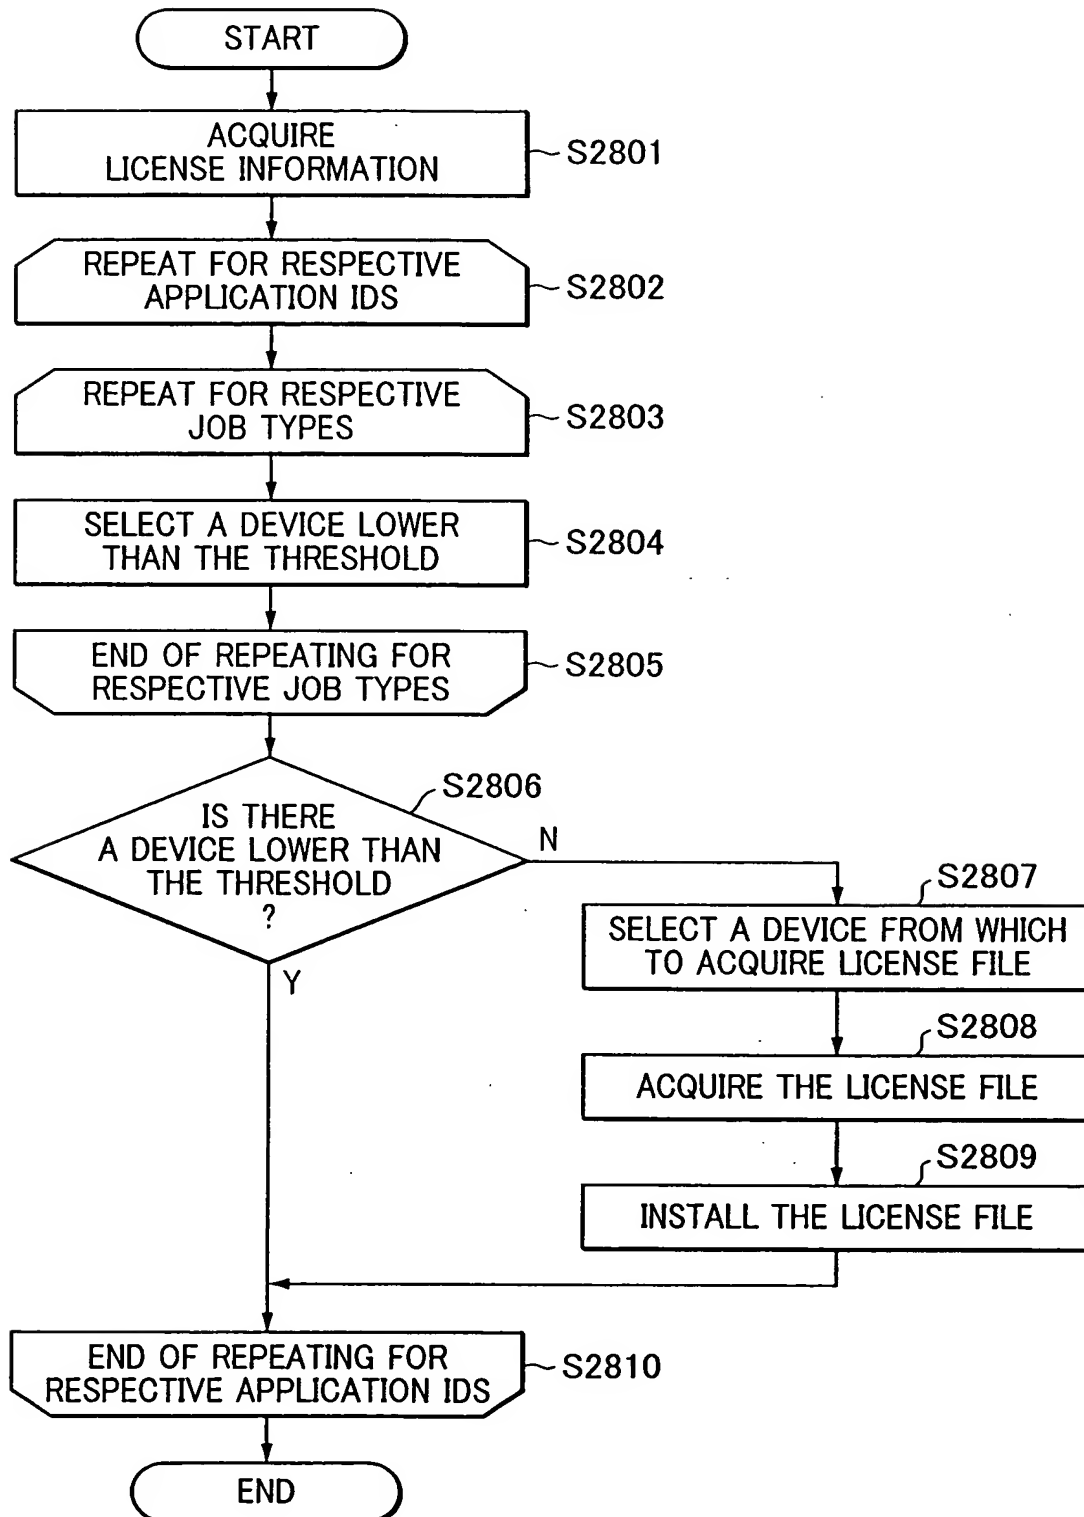 START
ACQUIRE
LICENSE INFORMATION
S2801
REPEAT FOR RESPECTIVE
APPLICATION IDS
S2802
REPEAT FOR RESPECTIVE
JOB TYPES
S2803
SELECT A DEVICE LOWER
THAN THE THRESHOLD
S2804
END OF REPEATING FOR
RESPECTIVE JOB TYPES
S2805
S2806
IS THERE
A DEVICE LOWER THAN
THE THRESHOLD
?
N
Y
S2807
SELECT A DEVICE FROM WHICH
TO ACQUIRE LICENSE FILE
S2808
ACQUIRE THE LICENSE FILE
S2809
INSTALL THE LICENSE FILE
END OF REPEATING FOR
RESPECTIVE APPLICATION IDS
S2810
END